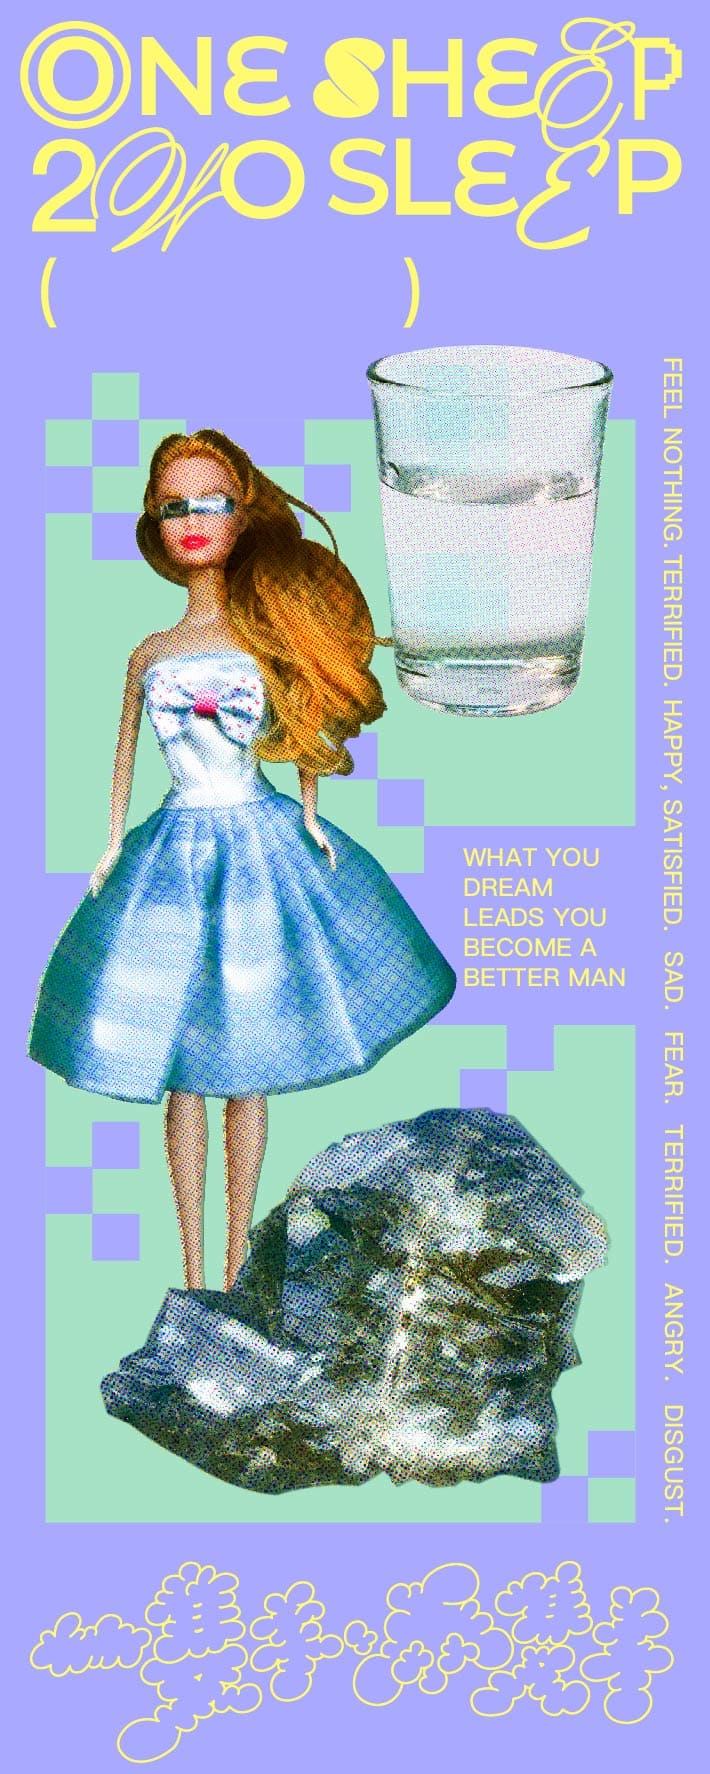 ONE SHEEP
2WO SLEEP
( )
FEEL NOTHING. TERRIFIED. HAPPY, SATISFIED. SAD. FEAR. TERRIFIED. ANGRY. DISGUST.
WHAT YOU
DREAM
LEADS YOU
BECOME A
BETTER MAN